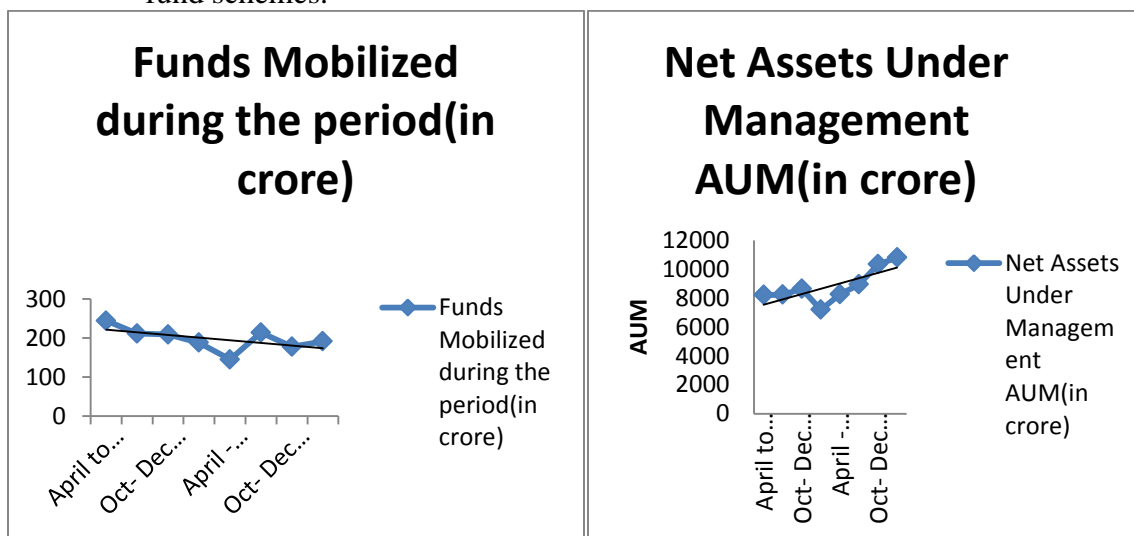 fund schemes.
Funds Mobilized
during the period(in
crore)
300
200
100
0
April to...
Oct- Dec...
April -...
Oct- Dec...
Funds
Mobilized
during the
period(in
crore)
Net Assets Under
Management
AUM(in crore)
AUM
12000
10000
8000
6000
4000
2000
0
April to...
Oct- Dec...
April -...
Oct- Dec...
Net Assets
Under
Managem
ent
AUM(in
crore)